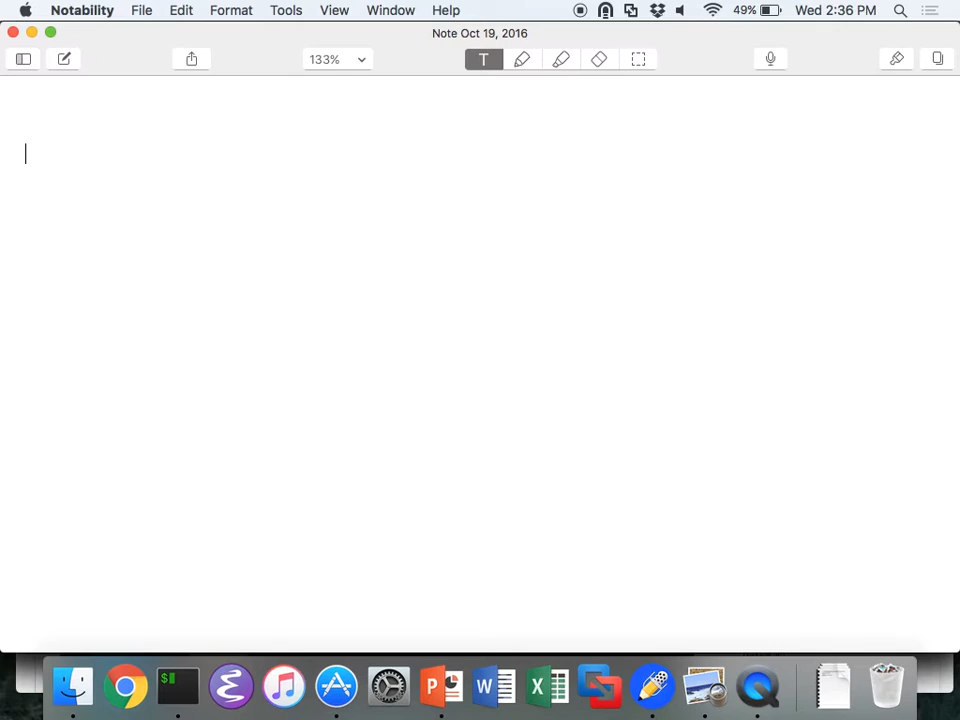 Notability File Edit Format Tools View Window Help 49% Wed 2:36 PM
Note Oct 19, 2016
133% T
$
P W X